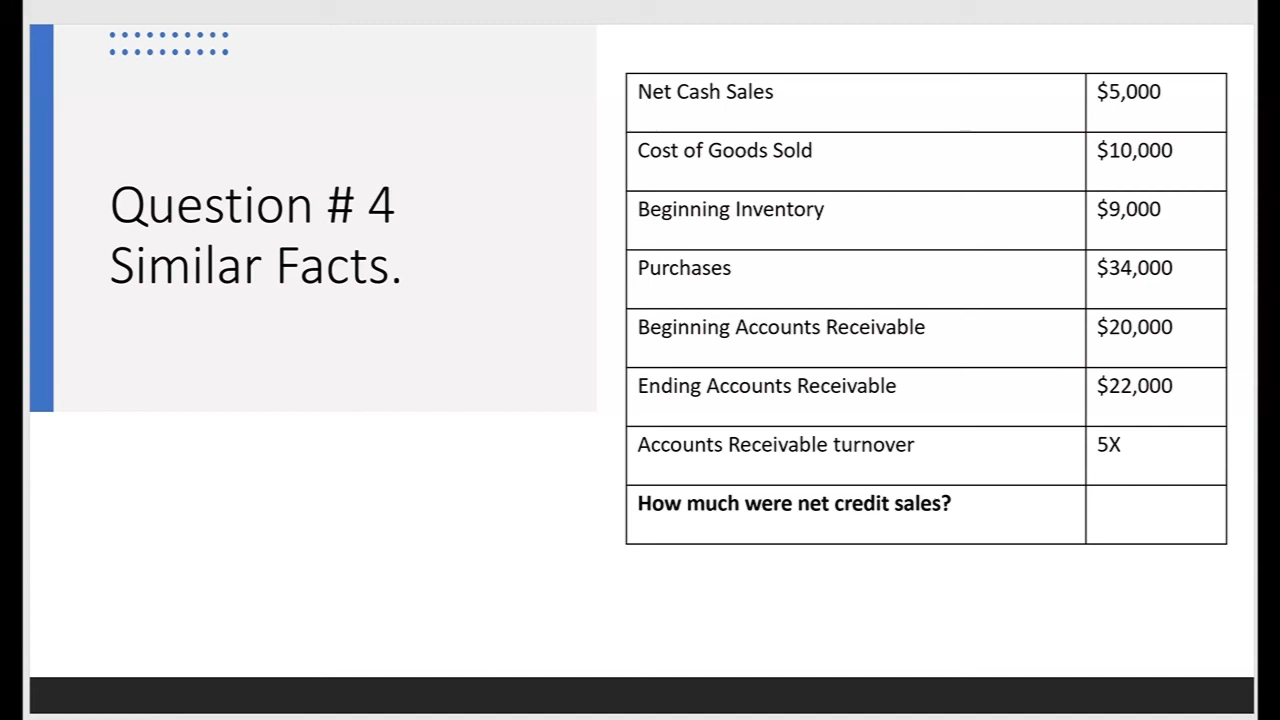 Question # 4
Similar Facts.
Net Cash Sales $5,000
Cost of Goods Sold $10,000
Beginning Inventory $9,000
Purchases $34,000
Beginning Accounts Receivable $20,000
Ending Accounts Receivable $22,000
Accounts Receivable turnover 5X
How much were net credit sales?